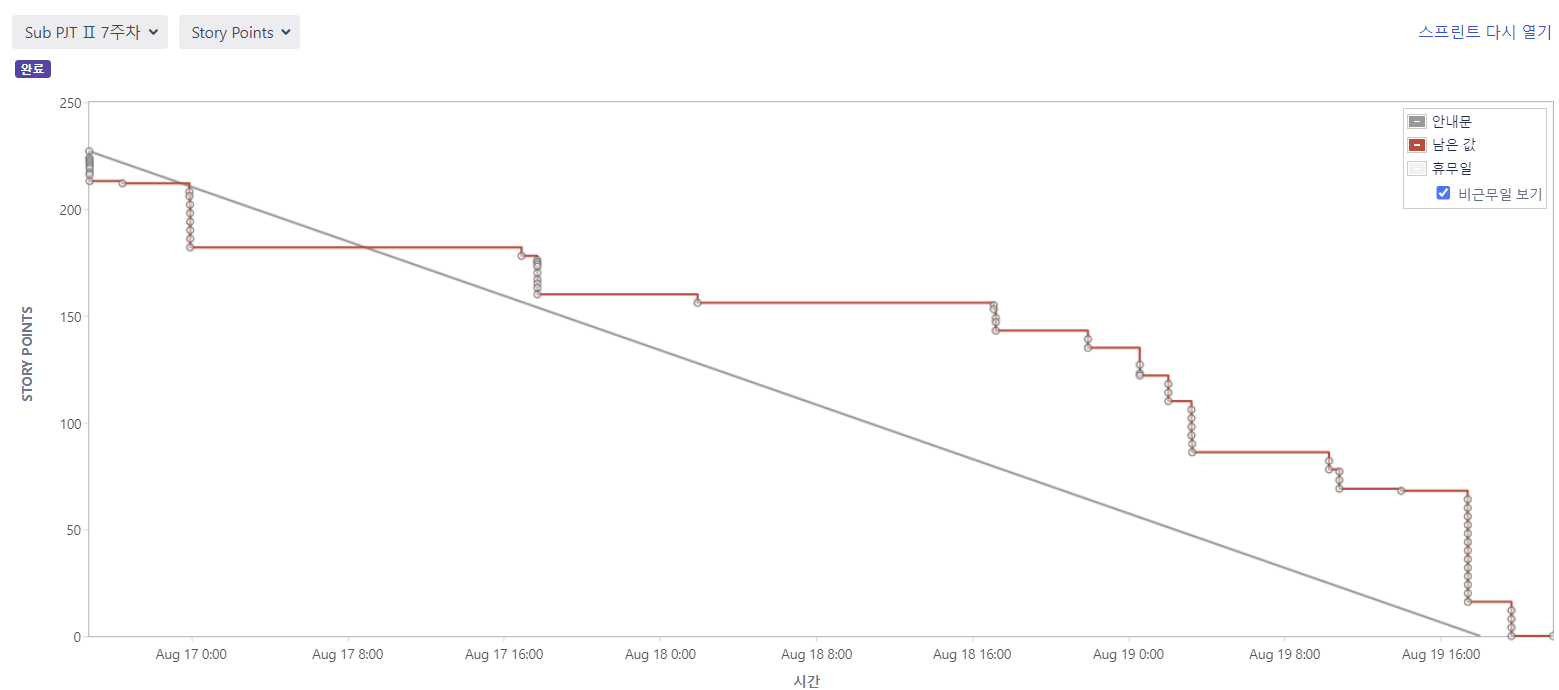 Sub PJT Ⅱ 7주차 Story Points 스프린트 다시 열기
완료
250
200
150
100
50
0
STORY POINTS
안내문
남은 값
휴무일
비근무일 보기
Aug 17 0:00 Aug 17 8:00 Aug 17 16:00 Aug 18 0:00 Aug 18 8:00 Aug 18 16:00 Aug 19 0:00 Aug 19 8:00 Aug 19 16:00
시간